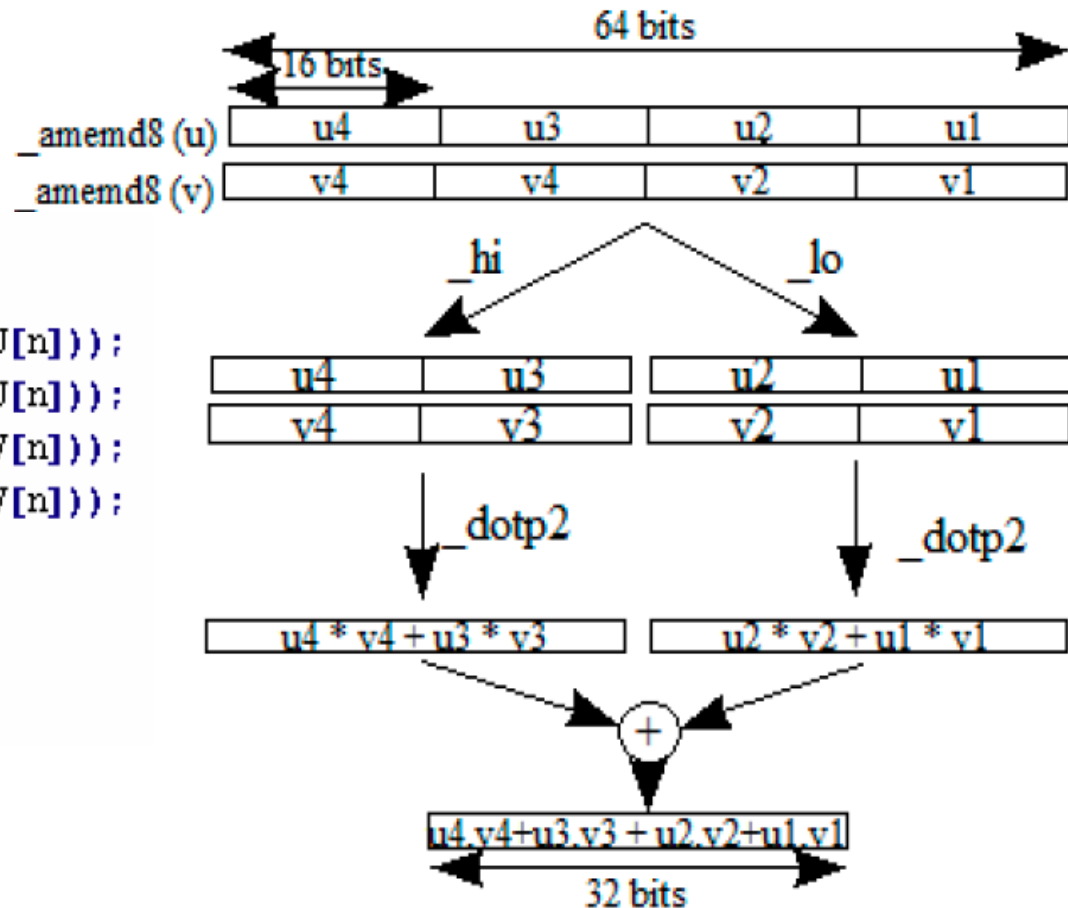 64 bits
16 bits
_amemd8 (u) u4 u3 u2 u1
_amemd8 (v) v4 v4 v2 v1
_hi _lo
[n]));
u4 u3 u2 u1
[n]));
v4 v3 v2 v1
[n]));
[n]));
_dotp2 _dotp2
u4 * v4 + u3 * v3 u2 * v2 + u1 * v1
+
u4.v4+u3.v3 + u2.v2+u1.v1
32 bits